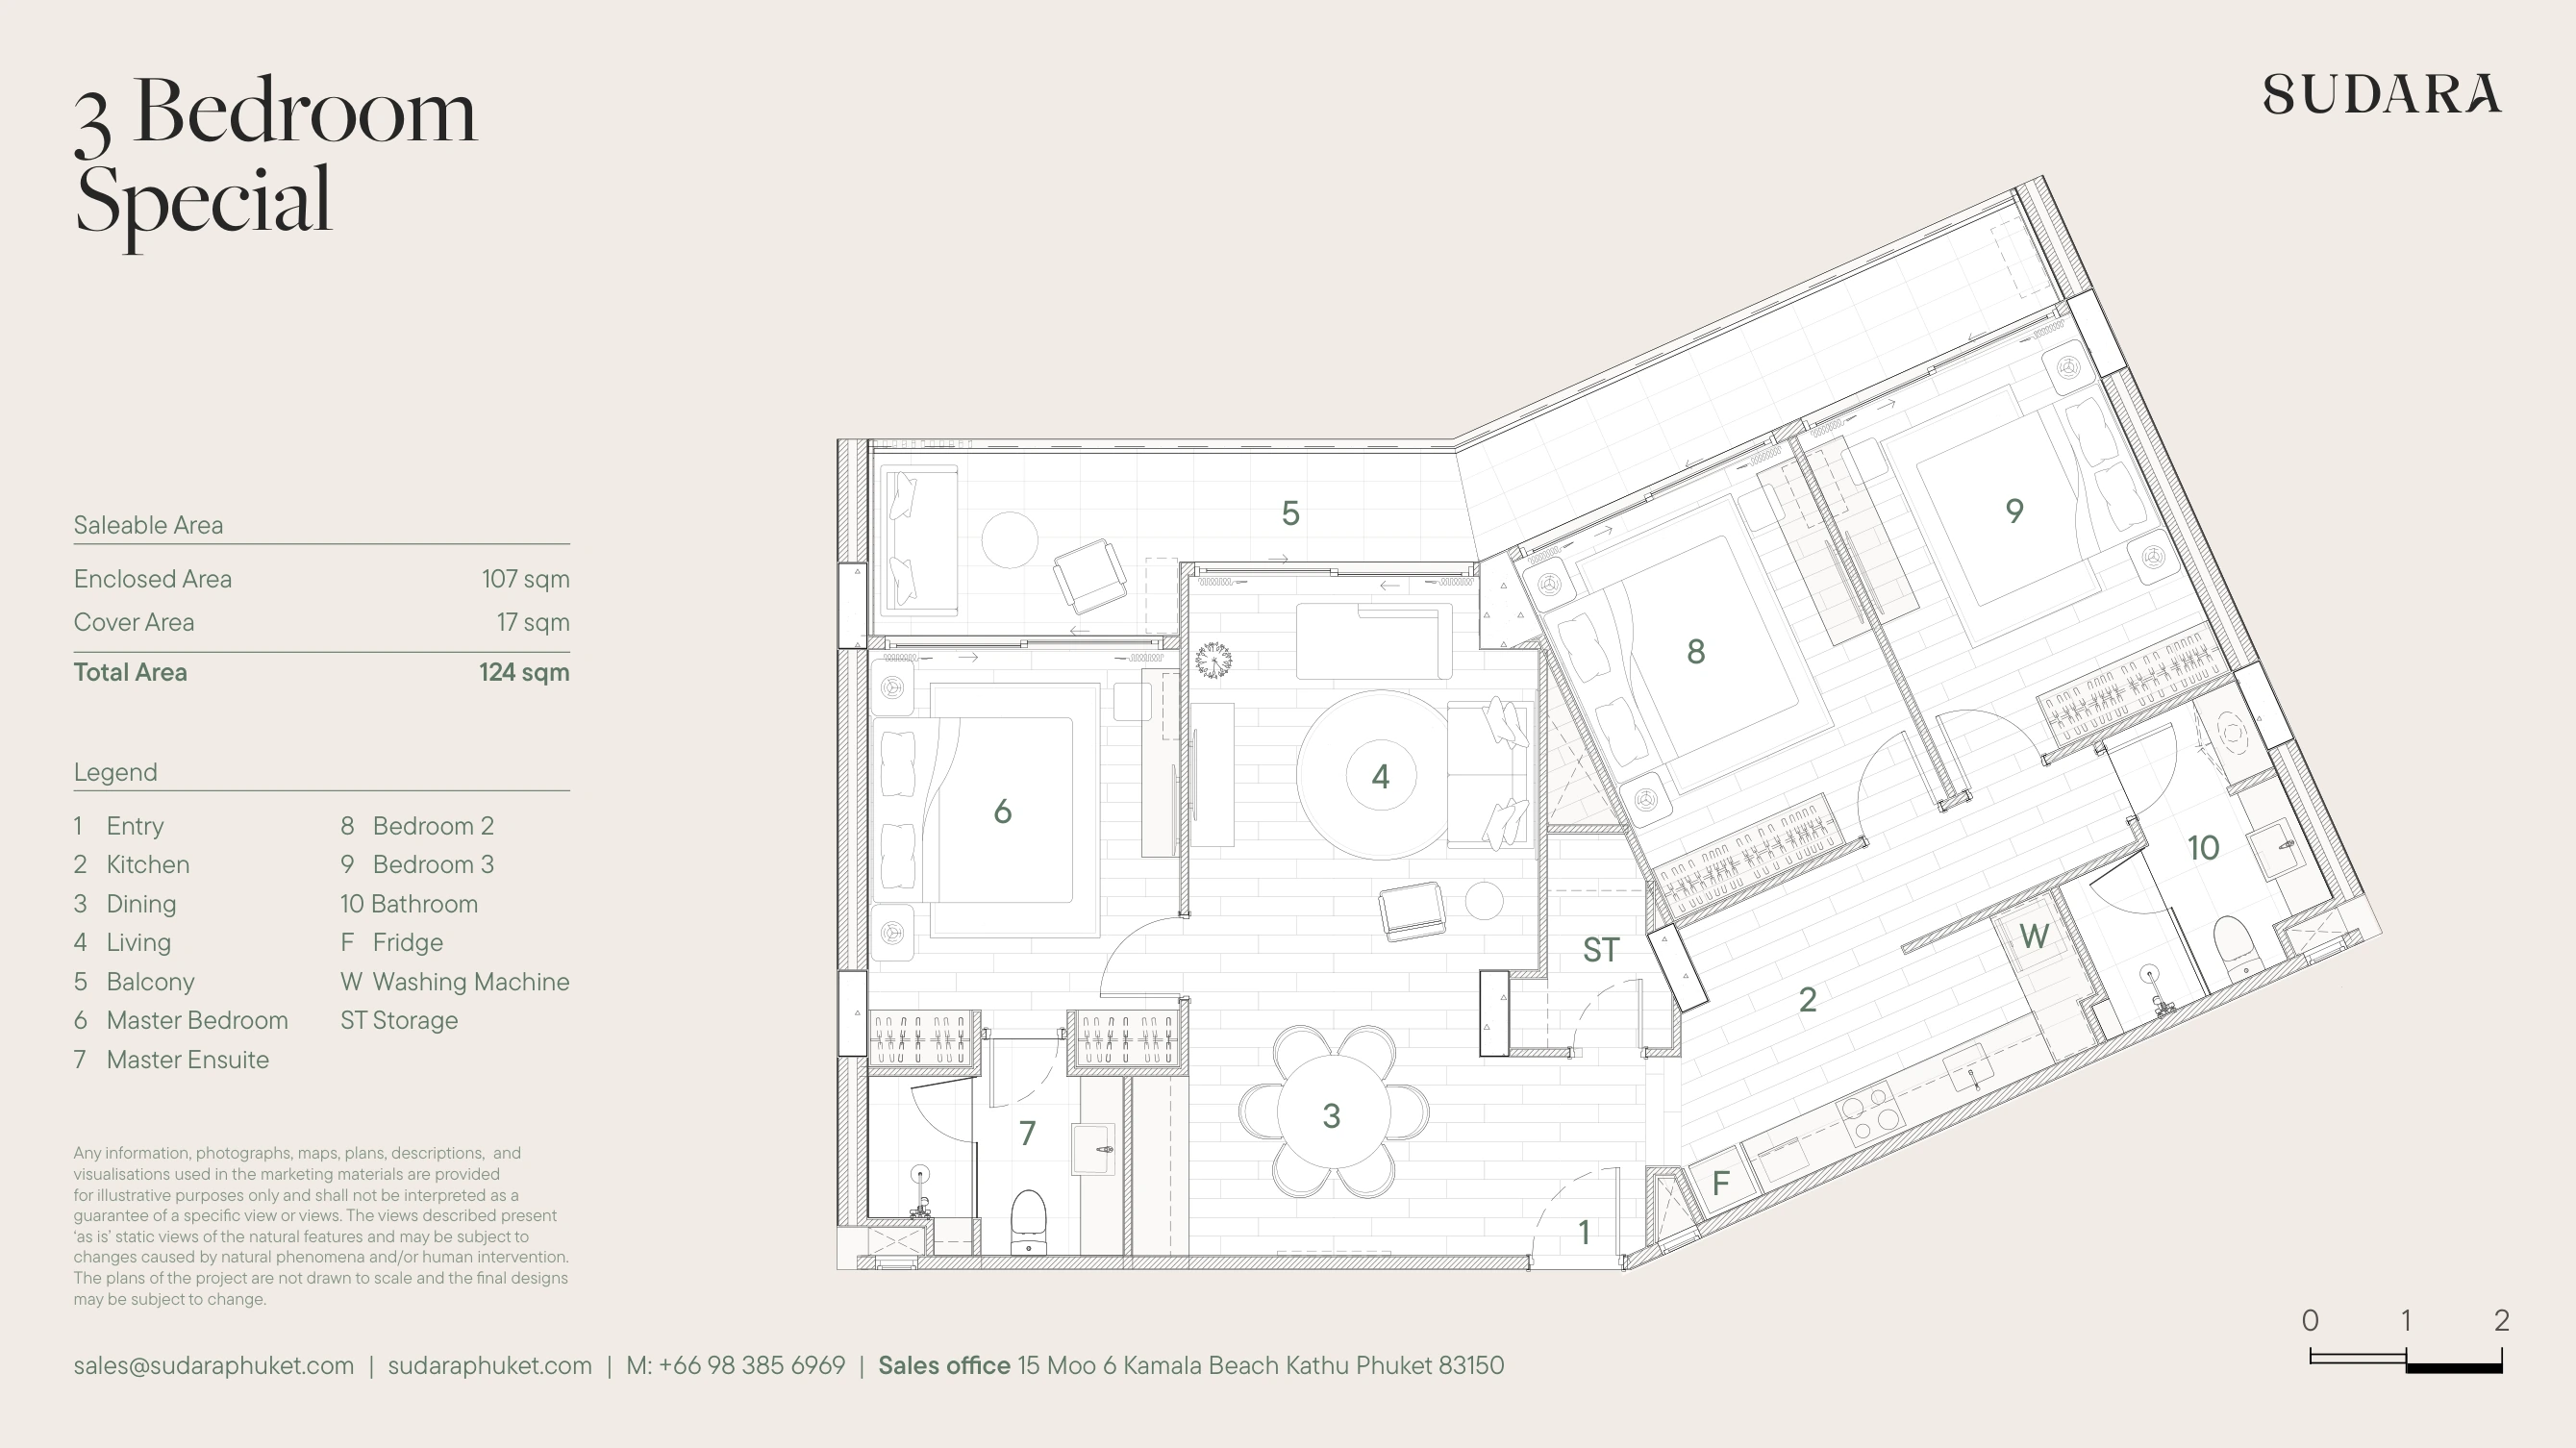 3 Bedroom
Special
SUDARA
Saleable Area
Enclosed Area 107 sqm
Cover Area 17 sqm
Total Area 124 sqm
Legend
1 Entry
2 Kitchen
3 Dining
4 Living
5 Balcony
6 Master Bedroom
7 Master Ensuite
8 Bedroom 2
9 Bedroom 3
10 Bathroom
F Fridge
W Washing Machine
ST Storage
Any information, photographs, maps, plans, descriptions, and
visualisations used in the marketing materials are provided
for illustrative purposes only and shall not be interpreted as a
guarantee of a specific view or views. The views described present
‘as is’ static views of the natural features and may be subject to
changes caused by natural phenomena and/or human intervention.
The plans of the project are not drawn to scale and the final designs
may be subject to change.
5
9
8
4
6
10
W
ST
2
3
7
F
1
0 1 2
sales@sudaraphuket.com | sudaraphuket.com | M: +66 98 385 6969 | Sales office 15 Moo 6 Kamala Beach Kathu Phuket 83150